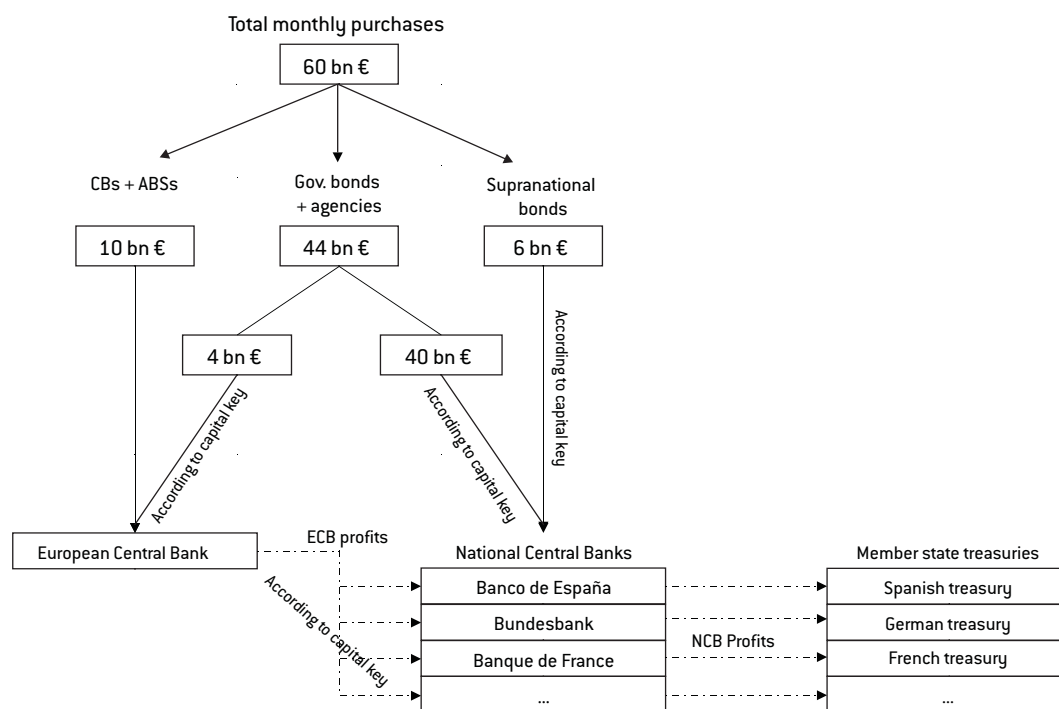 Total monthly purchases
60 bn €
CBs + ABSs
Gov. bonds
+ agencies
Supranational
bonds
10 bn €
44 bn €
6 bn €
4 bn €
40 bn €
According to capital key
According to capital key
According to capital key
European Central Bank
ECB profits
According to capital key
National Central Banks
Member state treasuries
Banco de España
Spanish treasury
Bundesbank
German treasury
NCB Profits
Banque de France
French treasury
...
...